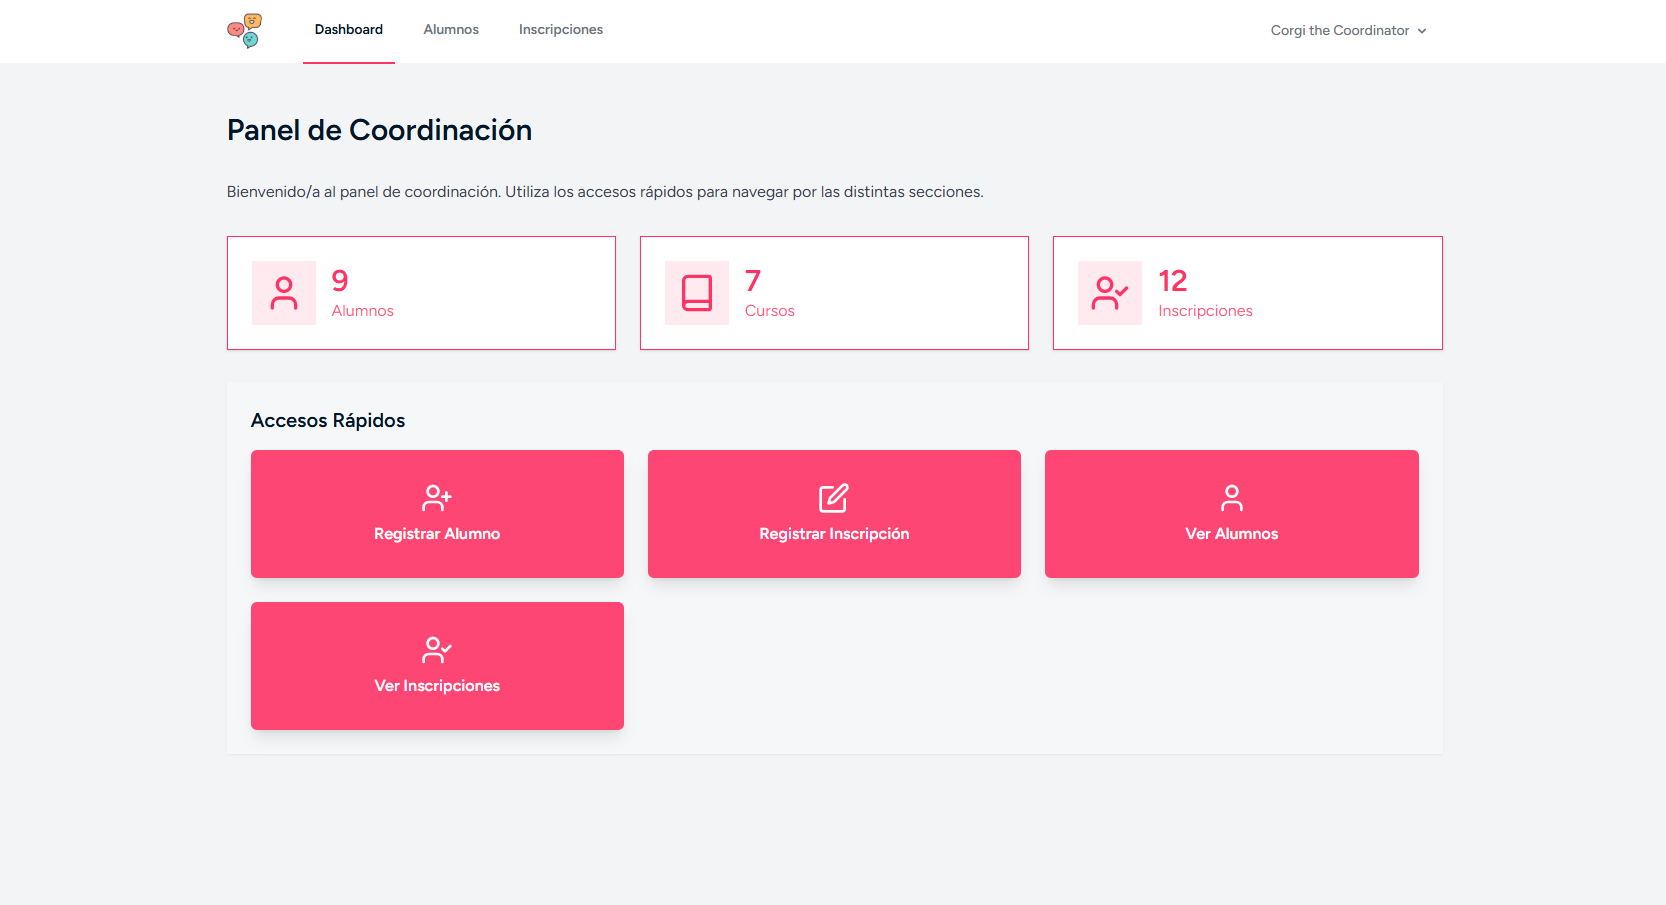 Dashboard
Alumnos
Inscripciones
Corgi the Coordinator
Panel de Coordinación
Bienvenido/a al panel de coordinación. Utiliza los accesos rápidos para navegar por las distintas secciones.
9
Alumnos
7
Cursos
12
Inscripciones
Accesos Rápidos
Registrar Alumno
Registrar Inscripción
Ver Alumnos
Ver Inscripciones